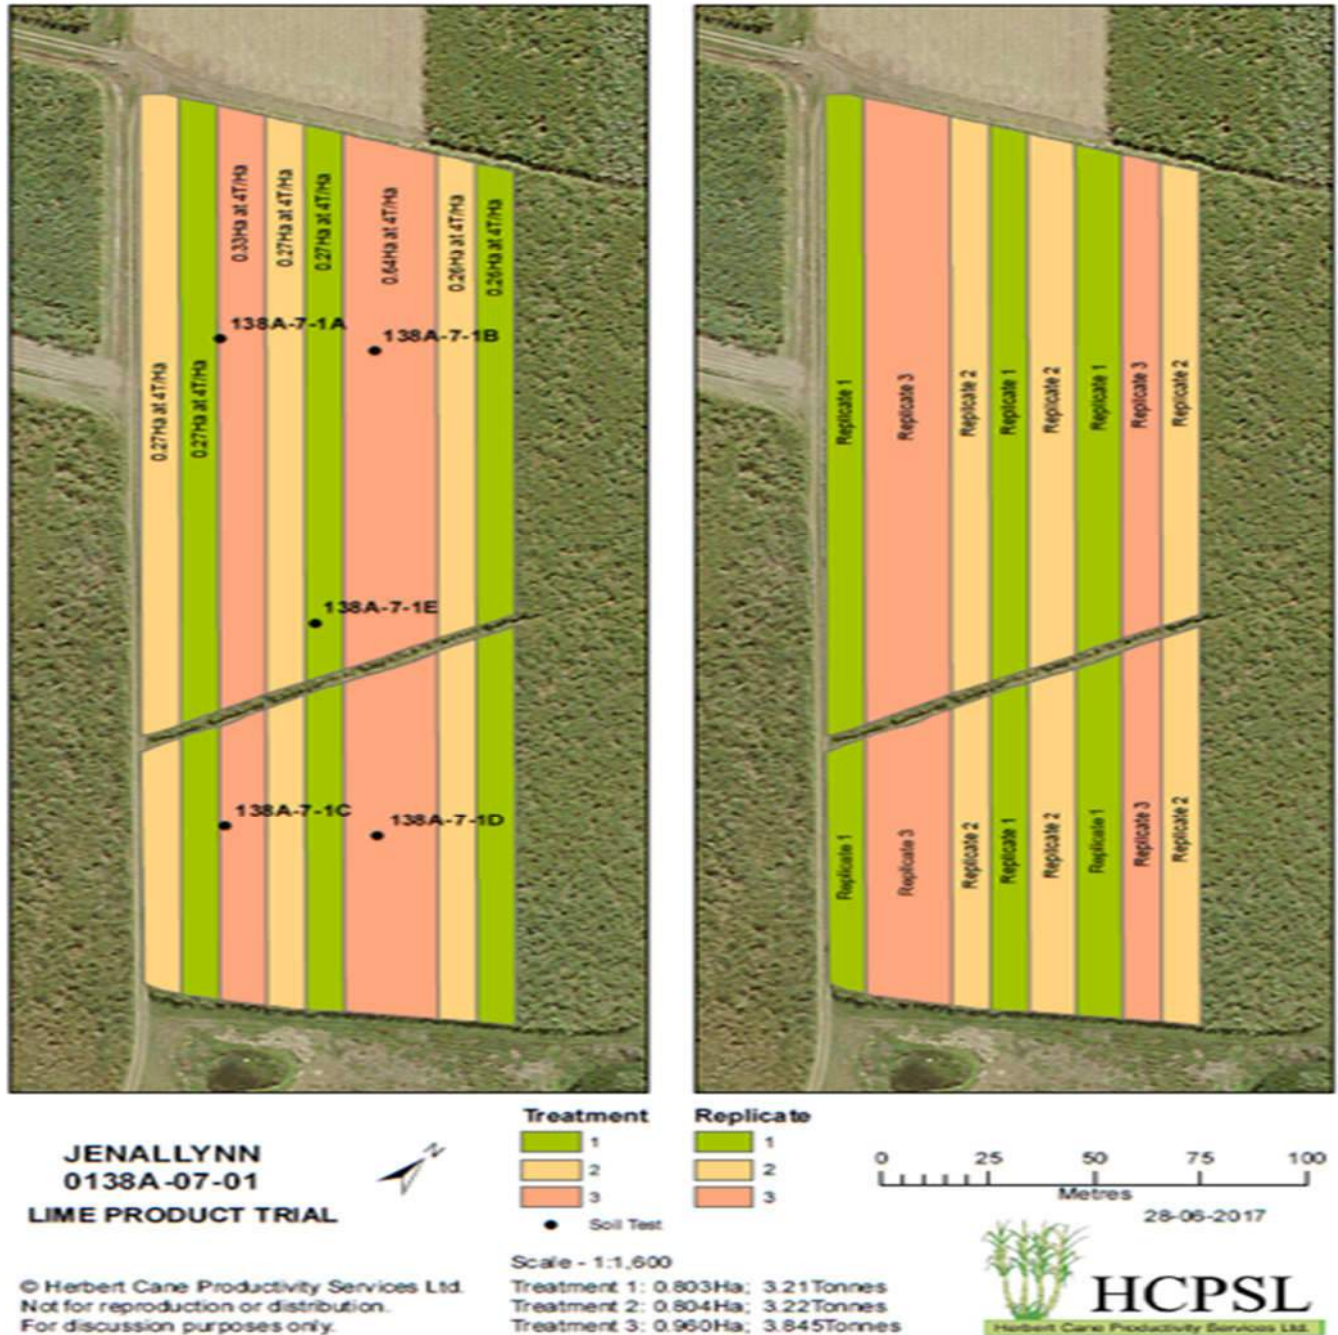 0.27Ha at 4T/Ha
0.27Ha at 4T/Ha
0.33Ha at 4T/Ha
0.27Ha at 4T/Ha
0.27Ha at 4T/Ha
0.64Ha at 4T/Ha
0.26Ha at 4T/Ha
0.26Ha at 4T/Ha
138A-7-1A
138A-7-1B
138A-7-1E
138A-7-1C
138A-7-1D
Replicate 1
Replicate 3
Replicate 2
Replicate 1
Replicate 2
Replicate 1
Replicate 3
Replicate 2
Replicate 1
Replicate 3
Replicate 2
Replicate 1
Replicate 2
Replicate 1
Replicate 3
Replicate 2
JENALLYNN
0138A-07-01
LIME PRODUCT TRIAL
N
Treatment
1
2
3
Soil Test
Replicate
1
2
3
0 25 50 75 100
Metres
28-06-2017
Scale - 1:1,600
Treatment 1: 0.803Ha; 3.21Tonnes
Treatment 2: 0.804Ha; 3.22Tonnes
Treatment 3: 0.960Ha; 3.845Tonnes
© Herbert Cane Productivity Services Ltd.
Not for reproduction or distribution.
For discussion purposes only.
HCPSL
Herbert Cane Productivity Services Ltd.